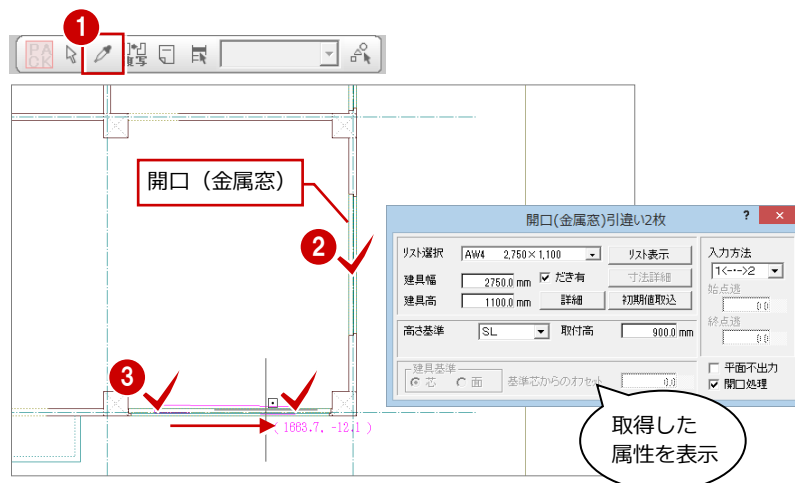 1
PA
CK
複写
開口（金属窓）
2
3
( 1663.7, -12.1 )
開口(金属窓)引違い2枚 ? ×
リスト選択 AW4 2,750×1,100 リスト表示
建具幅 2750.0 mm だき有 寸法詳細
建具高 1100.0 mm 詳細 初期値取込
高さ基準 SL 取付高 900.0 mm
建具基準
芯 面 基準芯からのオフセット 0.0
入力方法
1<-->2
始点逃
0.0
終点逃
0.0
平面不出力
開口処理
取得した
属性を表示